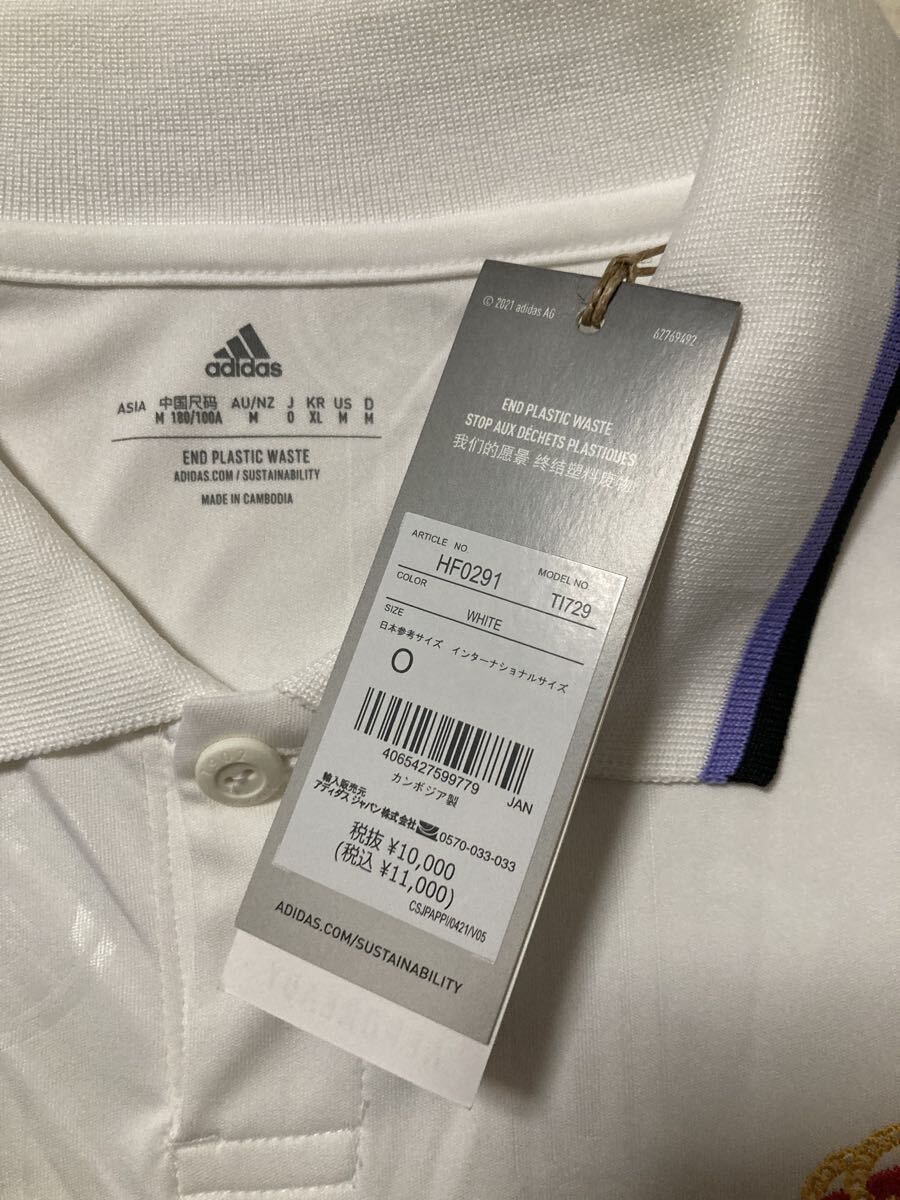 adidas
ASIA 中国尺码 AU/NZ J KR US D
M 180/100A M O XL M M
END PLASTIC WASTE
ADIDAS.COM / SUSTAINABILITY
MADE IN CAMBODIA
© 2021 adidas AG
62769492
END PLASTIC WASTE
STOP AUX DÉCHETS PLASTIQUES
我们的愿景 终结塑料废物
ARTICLE NO
HF0291
MODEL NO
TI729
COLOR
WHITE
SIZE
日本参考サイズ インターナショナルサイズ
O
4065427599779
JAN
カンボジア製
輸入販売元
アディダス ジャパン株式会社
0570-033-033
税抜 ¥10,000
(税込 ¥11,000)
CSJPAPPI/0421/V05
ADIDAS.COM/SUSTAINABILITY